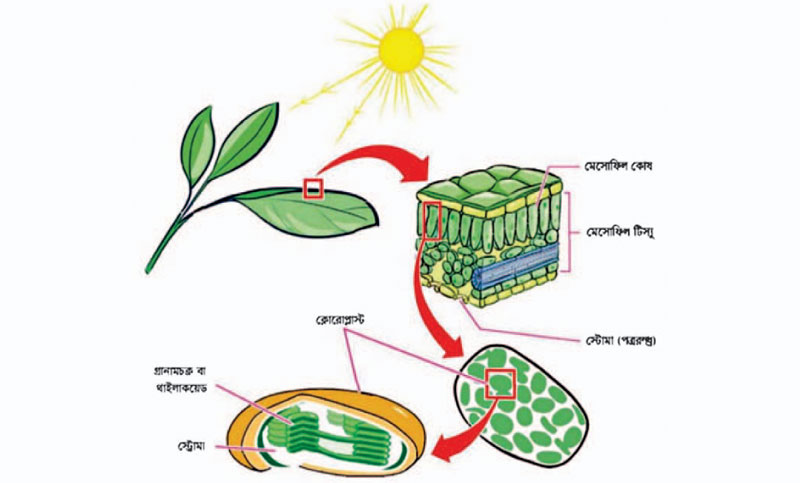 মেসোফিল কোষ
মেসোফিল টিস্যু
স্টোমা (পত্ররন্ধ্র)
ক্লোরোপ্লাস্ট
গ্রানামচক্র বা
থাইলাকয়েড
স্ট্রোমা